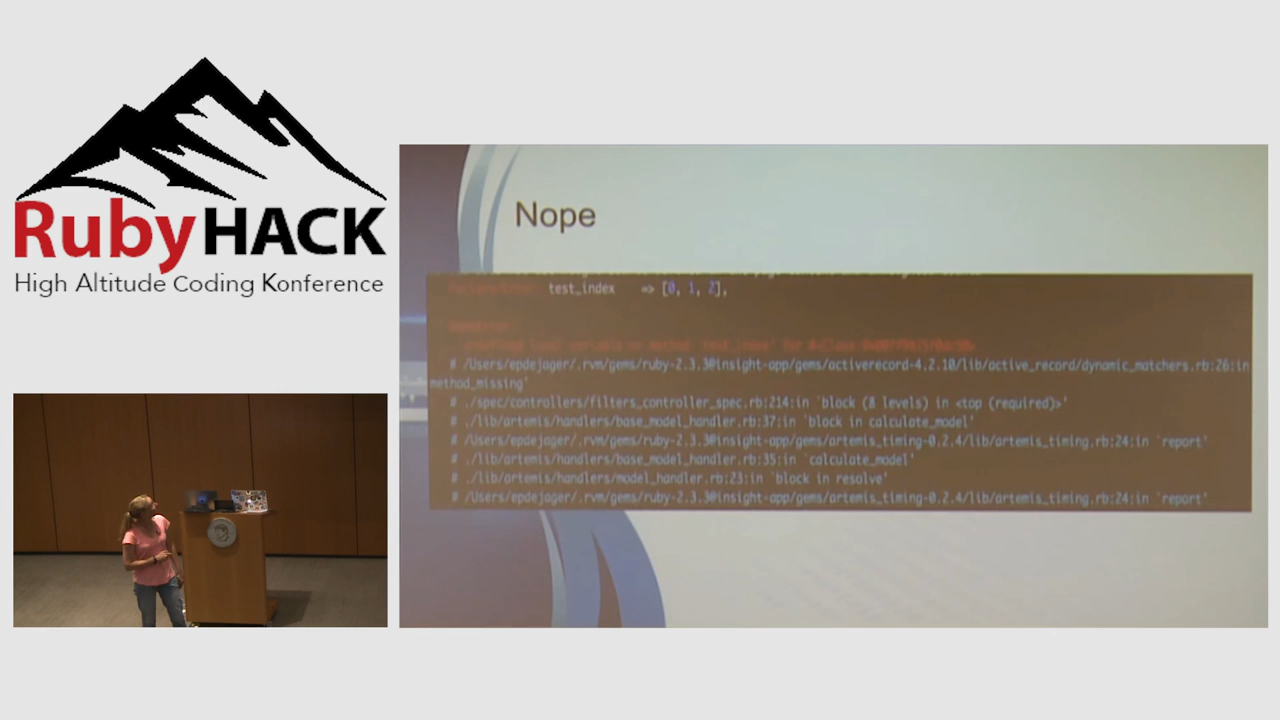 RubyHACK
High Altitude Coding Konference
Nope
test_index => [0, 1, 2],
# /Users/epdejager/.rvm/gems/ruby-2.3.3@insight-app/gems/activerecord-4.2.10/lib/active_record/dynamic_matchers.rb:26:in
method_missing'
# ./spec/controllers/filters_controller_spec.rb:214:in `block (8 levels) in <top (required)>'
# ./lib/artemis/handlers/base_model_handler.rb:37:in `block in calculate_model'
# /Users/epdejager/.rvm/gems/ruby-2.3.3@insight-app/gems/artemis_timing-0.2.4/lib/artemis_timing.rb:24:in `report'
# ./lib/artemis/handlers/base_model_handler.rb:35:in `calculate_model'
# ./lib/artemis/handlers/model_handler.rb:23:in `block in resolve'
# /Users/epdejager/.rvm/gems/ruby-2.3.3@insight-app/gems/artemis_timing-0.2.4/lib/artemis_timing.rb:24:in `report'